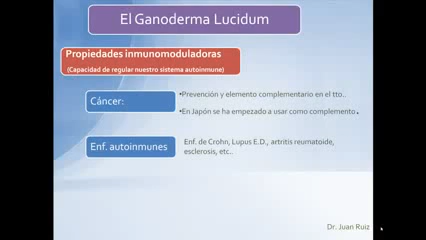 El Ganoderma Lucidum
Propiedades inmunomoduladoras
(Capacidad de regular nuestro sistema autoinmune)
Cáncer:
•Prevención y elemento complementario en el tto..
•En Japón se ha empezado a usar como complemento.
Enf. autoinmunes
Enf. de Crohn, Lupus E.D., artritis reumatoide,
esclerosis, etc..
Dr. Juan Ruiz